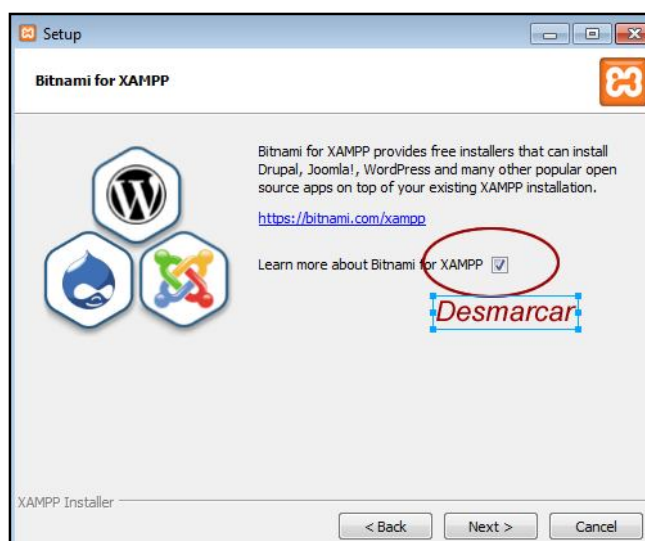 Setup
Bitnami for XAMPP
Bitnami for XAMPP provides free installers that can install
Drupal, Joomla!, WordPress and many other popular open
source apps on top of your existing XAMPP installation.
https://bitnami.com/xampp
Learn more about Bitnami for XAMPP
Desmarcar
XAMPP Installer
< Back Next > Cancel